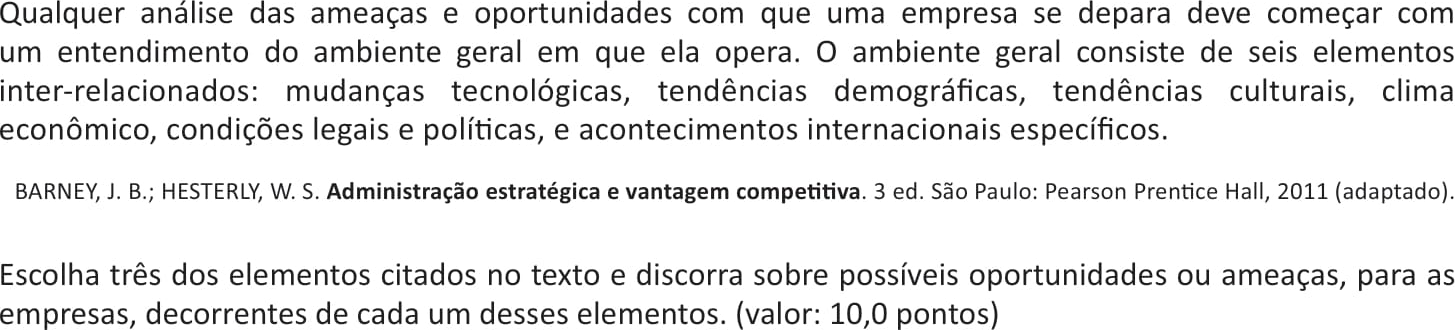 Qualquer análise das ameaças e oportunidades com que uma empresa se depara deve começar com
um entendimento do ambiente geral em que ela opera. O ambiente geral consiste de seis elementos
inter-relacionados: mudanças tecnológicas, tendências demográficas, tendências culturais, clima
econômico, condições legais e políticas, e acontecimentos internacionais específicos.
BARNEY, J. B.; HESTERLY, W. S. Administração estratégica e vantagem competitiva. 3 ed. São Paulo: Pearson Prentice Hall, 2011 (adaptado).
Escolha três dos elementos citados no texto e discorra sobre possíveis oportunidades ou ameaças, para as
empresas, decorrentes de cada um desses elementos. (valor: 10,0 pontos)